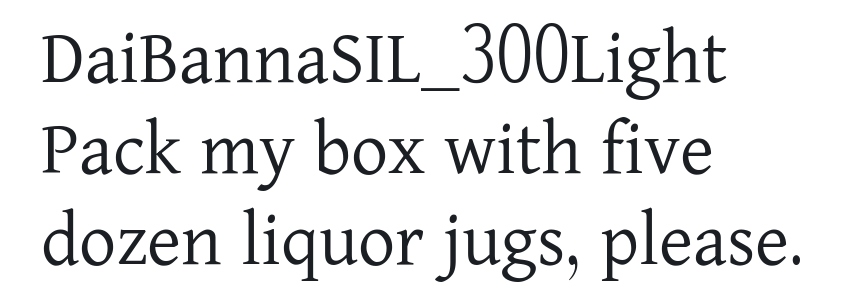 DaiBannaSIL_300Light
Pack my box with five
dozen liquor jugs, please.